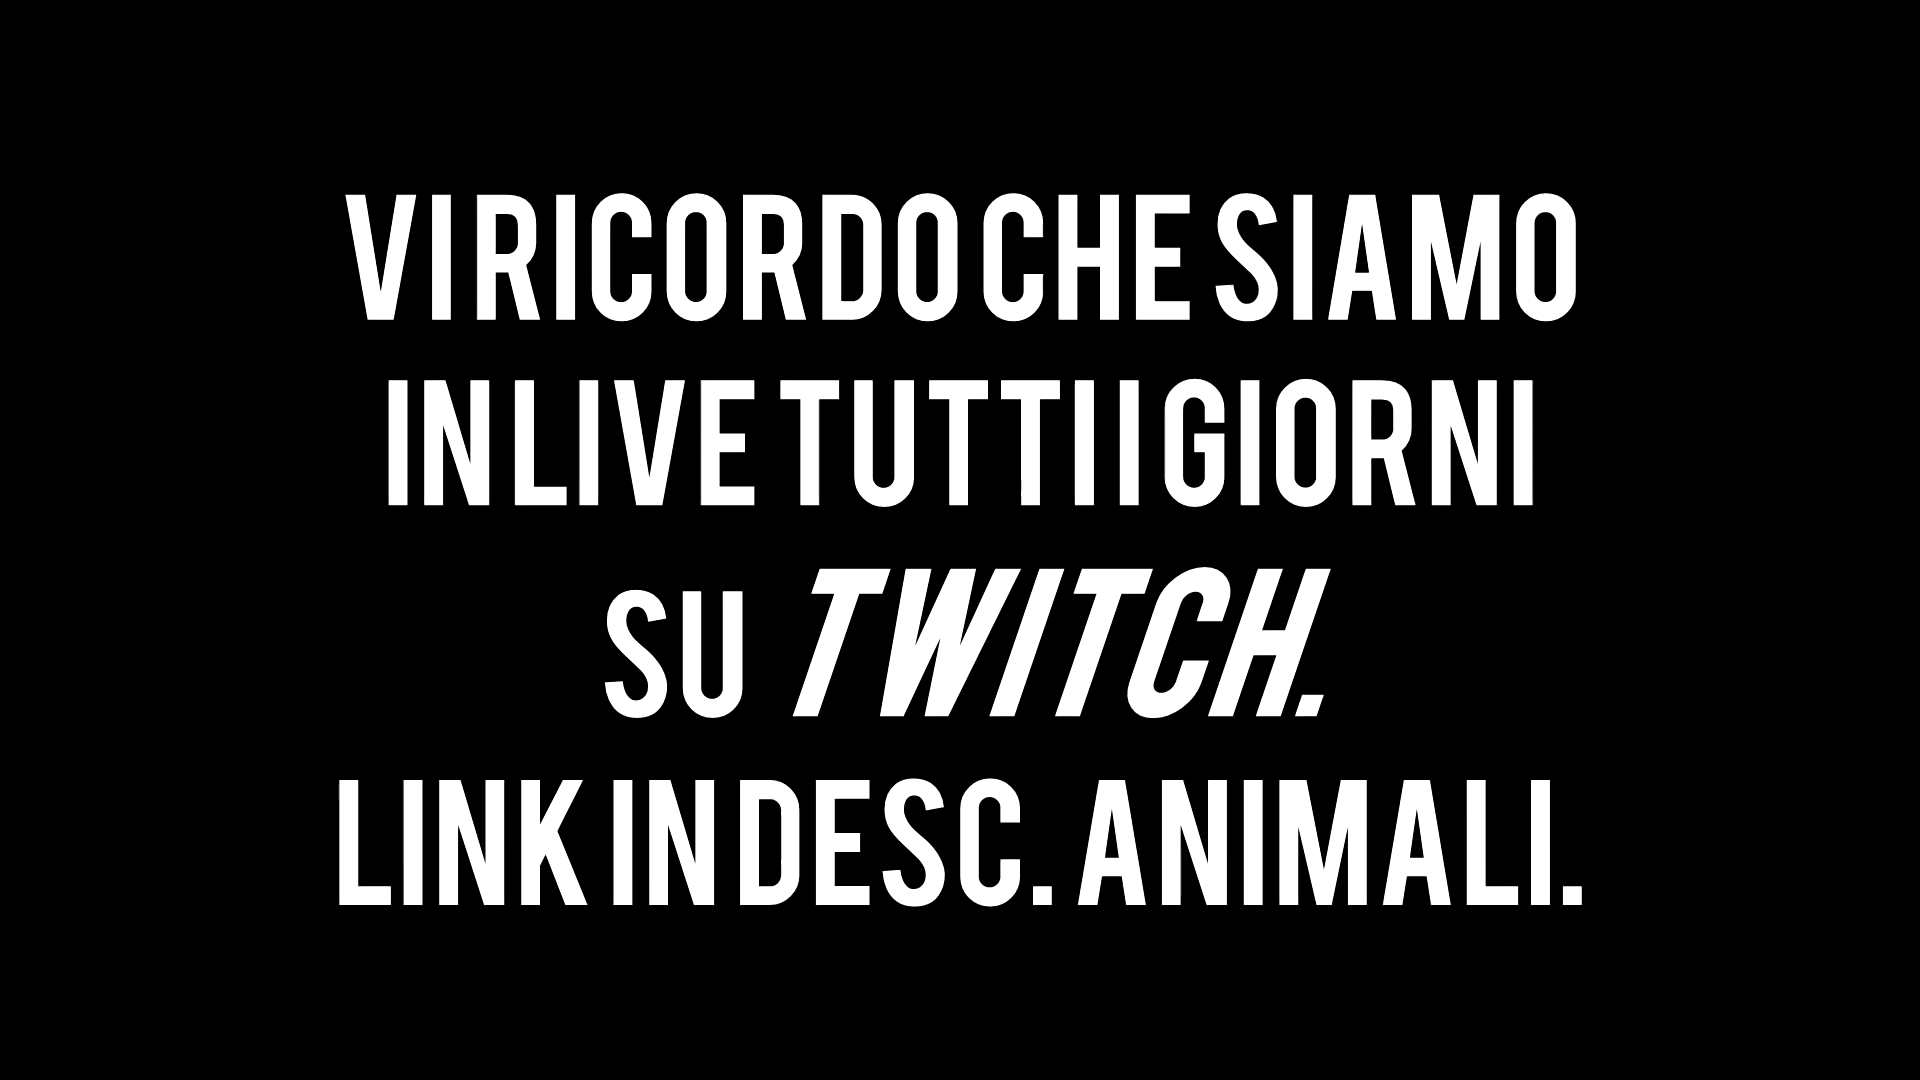 VI RICORDO CHE SIAMO
IN LIVE TUTTI I GIORNI
SU TWITCH.
LINK IN DESC. ANIMALI.